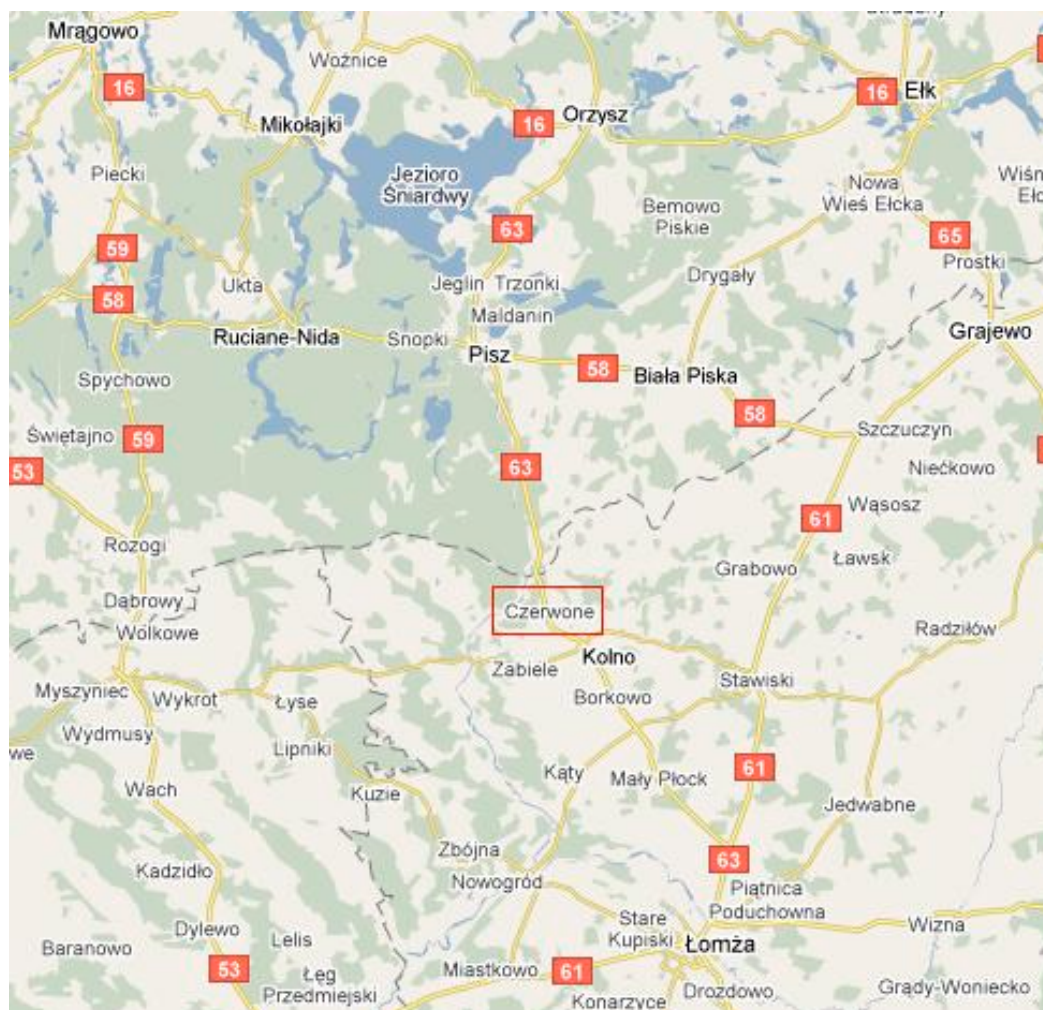 Mrągowo
Woźnice
16
Mikołajki
16
Orzysz
16
Ełk
Piecki
Jezioro
Śniardwy
Nowa
Wieś Ełcka
Bemowo
Piskie
59
63
65
Prostki
Drygały
Ukta
Jeglin Trzonki
58
Maldanin
Ruciane-Nida
Snopki
Grajewo
Pisz
58
Biała Piska
Spychowo
58
Świętajno
59
Szczuczyn
53
63
Niećkowo
Wąsosz
61
Rozogi
Ławsk
Grabowo
Dąbrowy
Czerwone
Wolkowe
Radziłów
Kolno
Zabiele
Stawiski
Myszyniec
Wykrot
Łyse
Borkowo
Wydmusy
Lipniki
61
Kąty
Mały Płock
Wach
Kuzie
Jedwabne
Zbójna
63
Kadzidło
Nowogród
Piątnica
Poduchowna
Stare
Kupiski
Wizna
Dylewo
Lelis
Baranowo
Łomża
53
Łęg
Przedmiejski
Miastkowo
61
Drozdowo
Grądy-Woniecko
Konarzyce